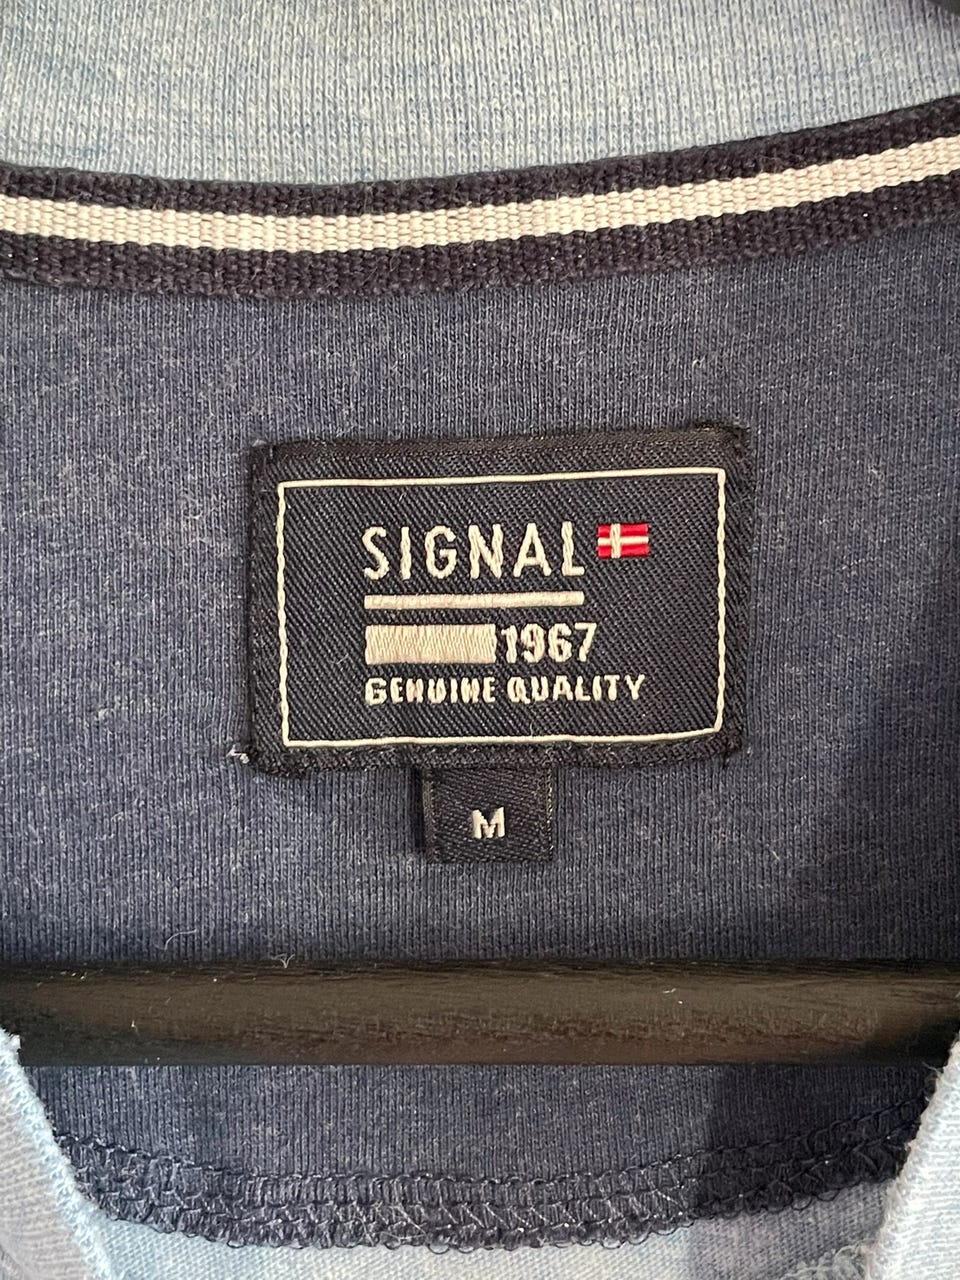 SIGNAL
1967
GENUINE QUALITY
M